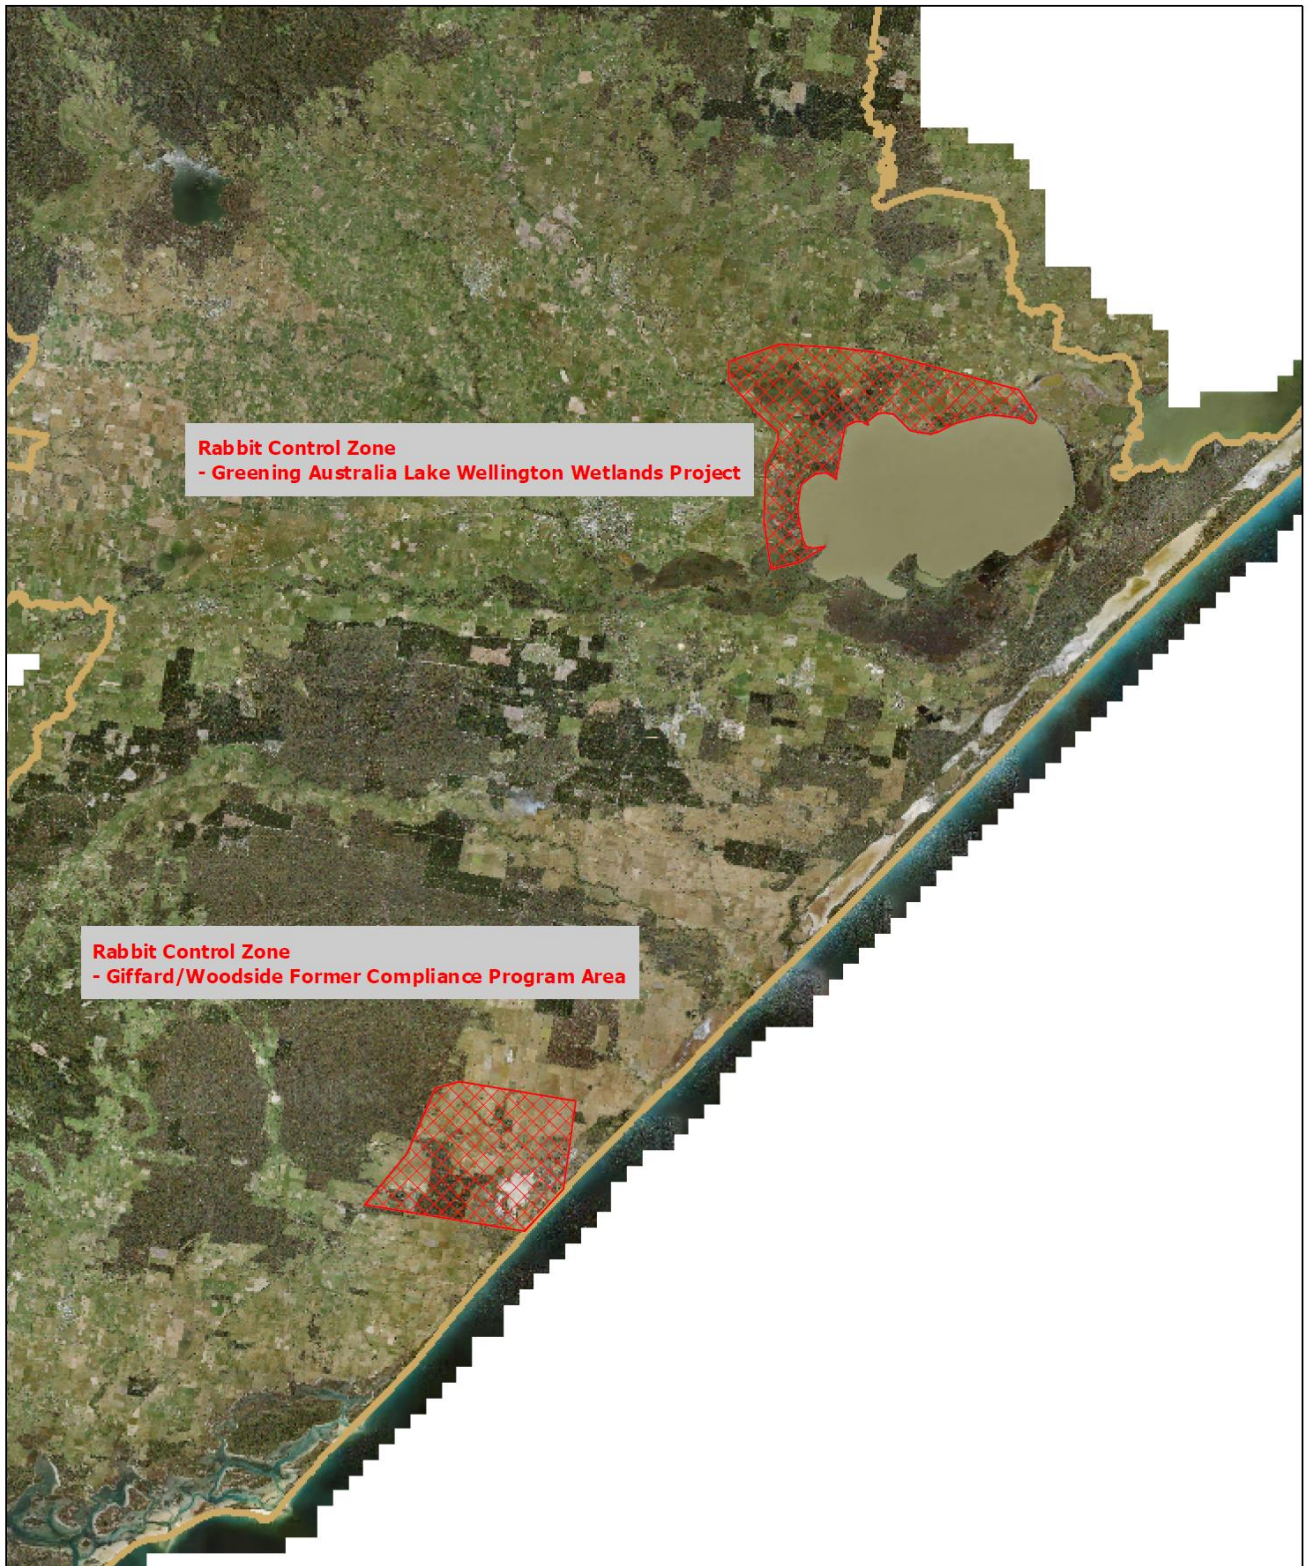 Rabbit Control Zone
- Greening Australia Lake Wellington Wetlands Project
Rabbit Control Zone
- Giffard/Woodside Former Compliance Program Area